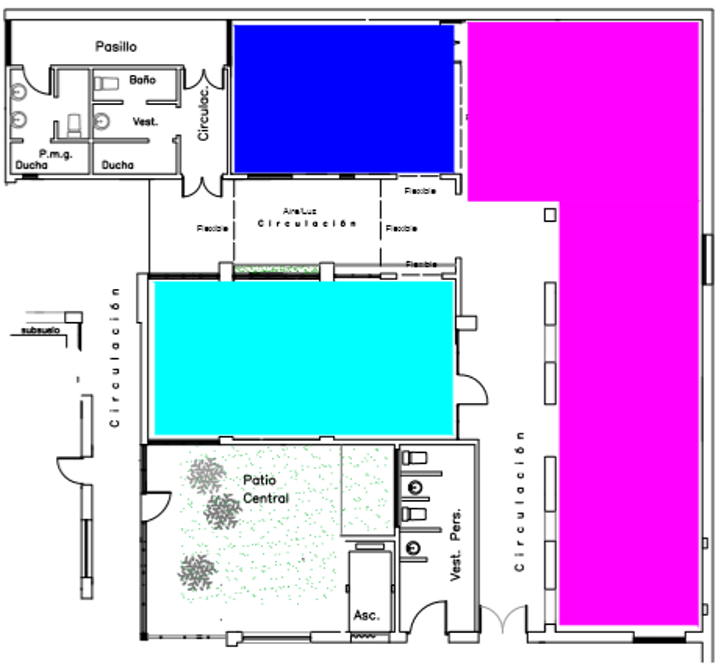 Pasillo
Baño
Circulac.
Vest.
P.m.g.
Ducha
Ducha
Flexible
Aire/Luz
Circulación
Flexible
Flexible
Flexible
Circulación
subsuelo
Patio
Central
Circulación
Vest. Pers.
Asc.